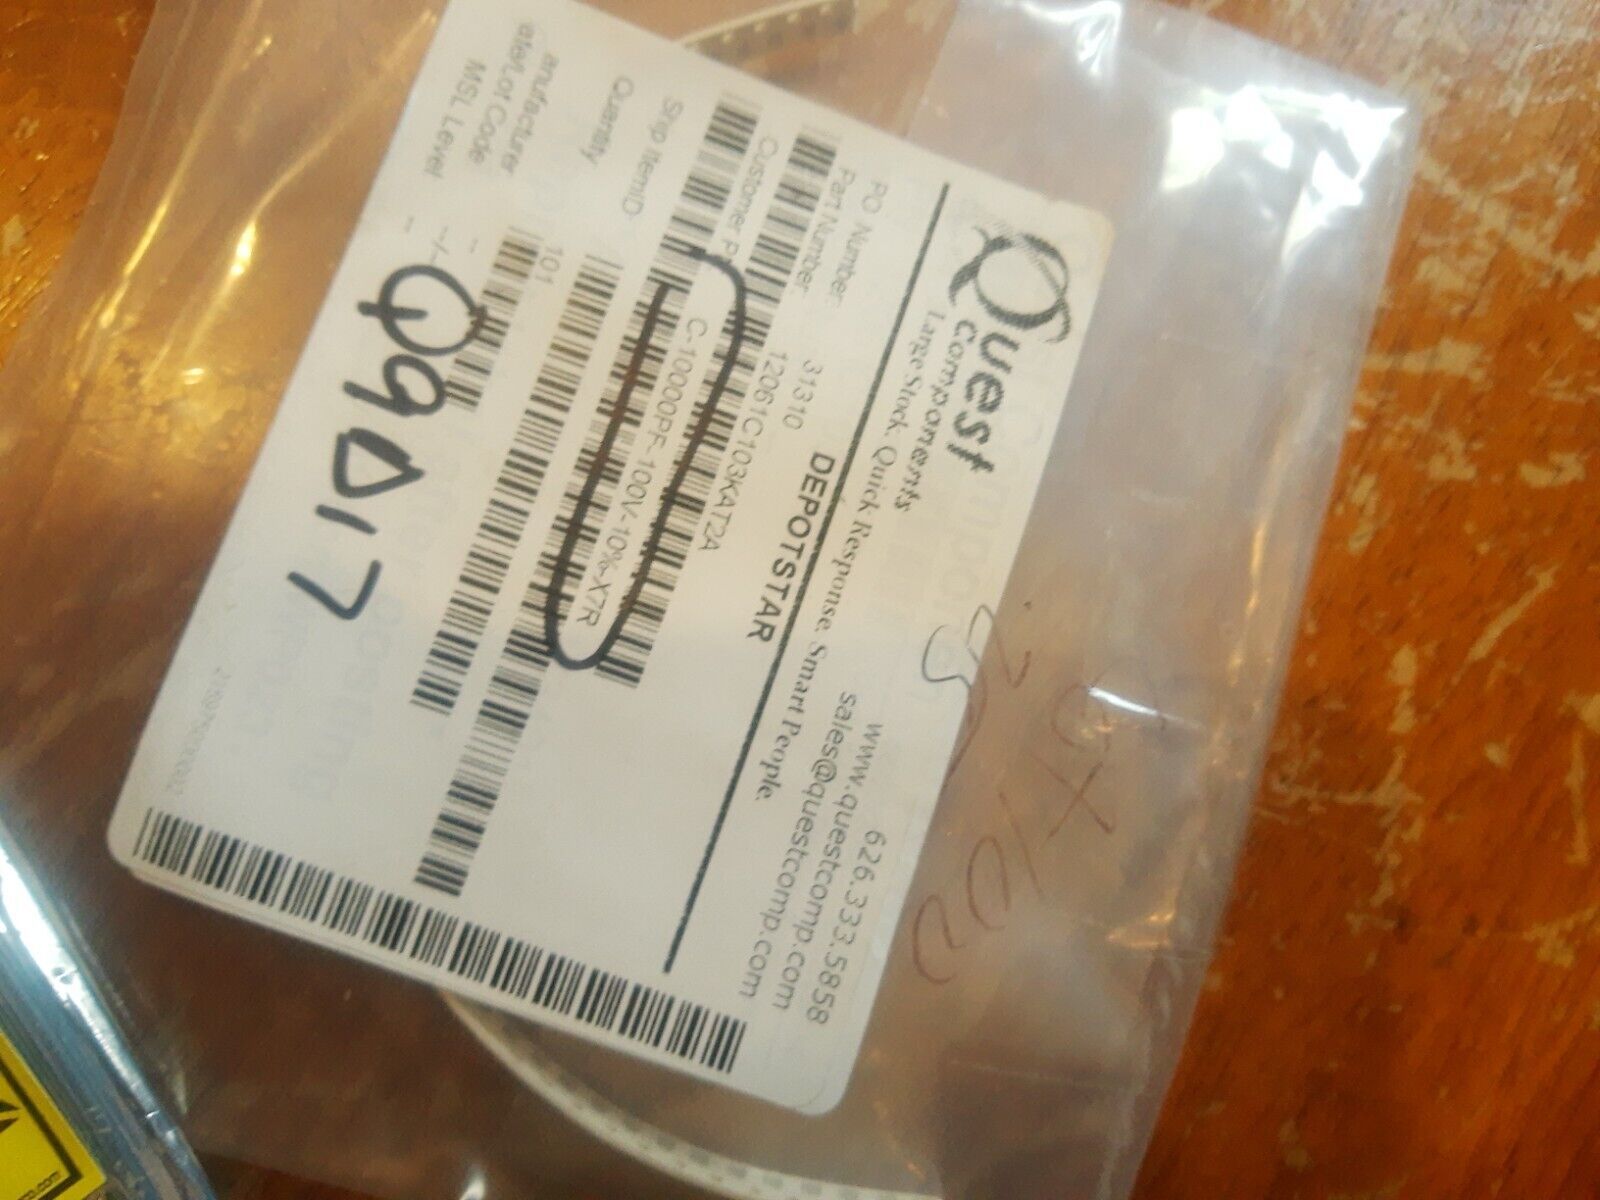 Quest
Components
Large Stock. Quick Response. Smart People.
626.333.5858
www.questcomp.com
sales@questcomp.com
DEPOTSTAR
PO Number: 31310
Part Number: 12061C103KAT2A
Customer P
C-10000PF-100V-10%-X7R
Ship ItemID
Quantity 101
anufacturer -
ate/Lot Code -/-
MSL Level -
Q9017